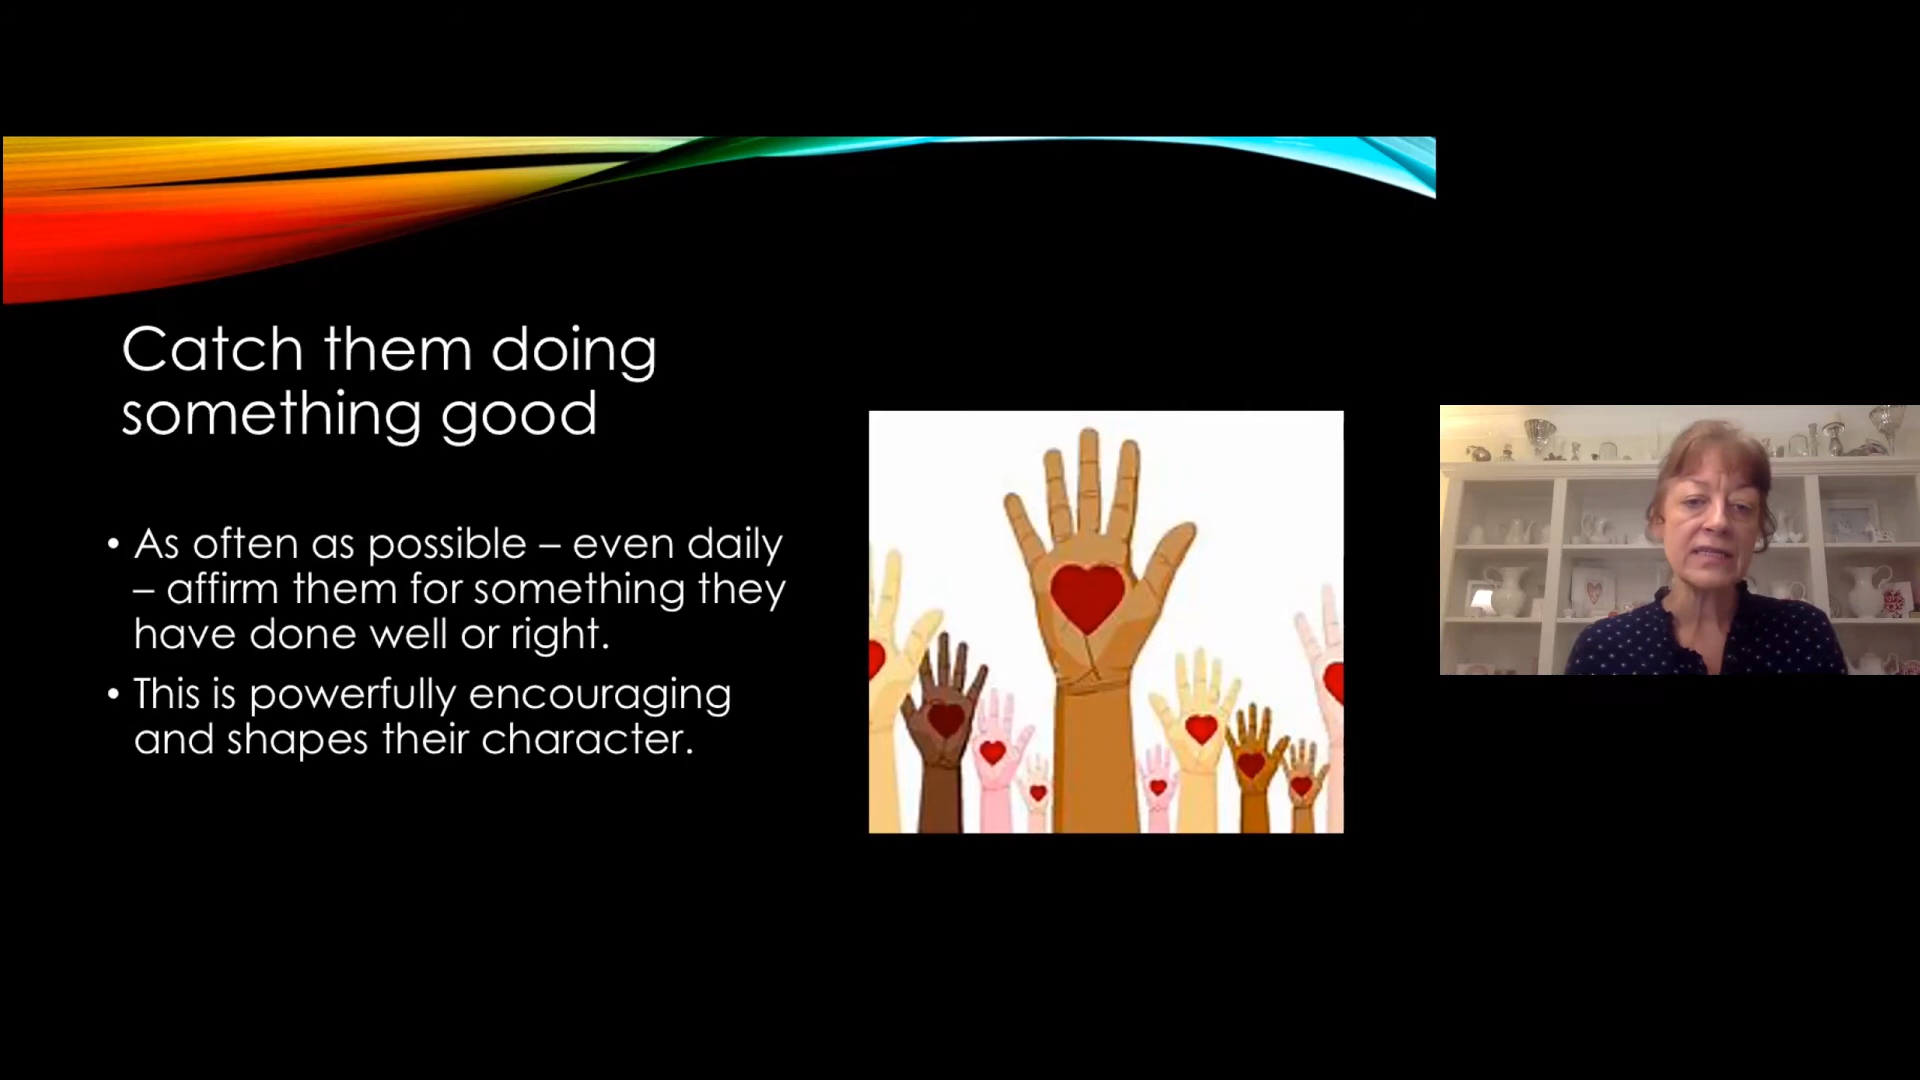 Catch them doing
something good
• As often as possible – even daily
– affirm them for something they
have done well or right.
• This is powerfully encouraging
and shapes their character.